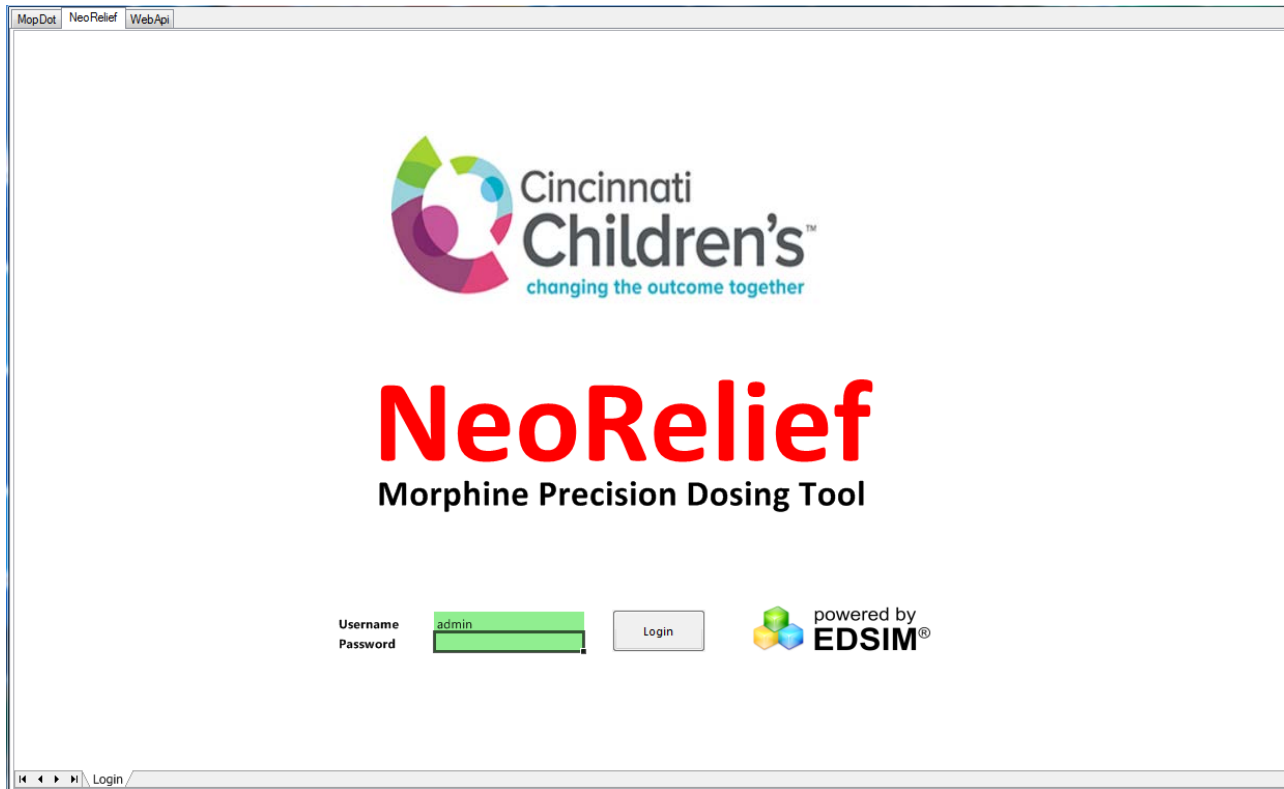 MopDot NeoRelief WebApi
Cincinnati
Children's™
changing the outcome together
NeoRelief
Morphine Precision Dosing Tool
Username admin
Password
Login
powered by
EDSIM®
Login